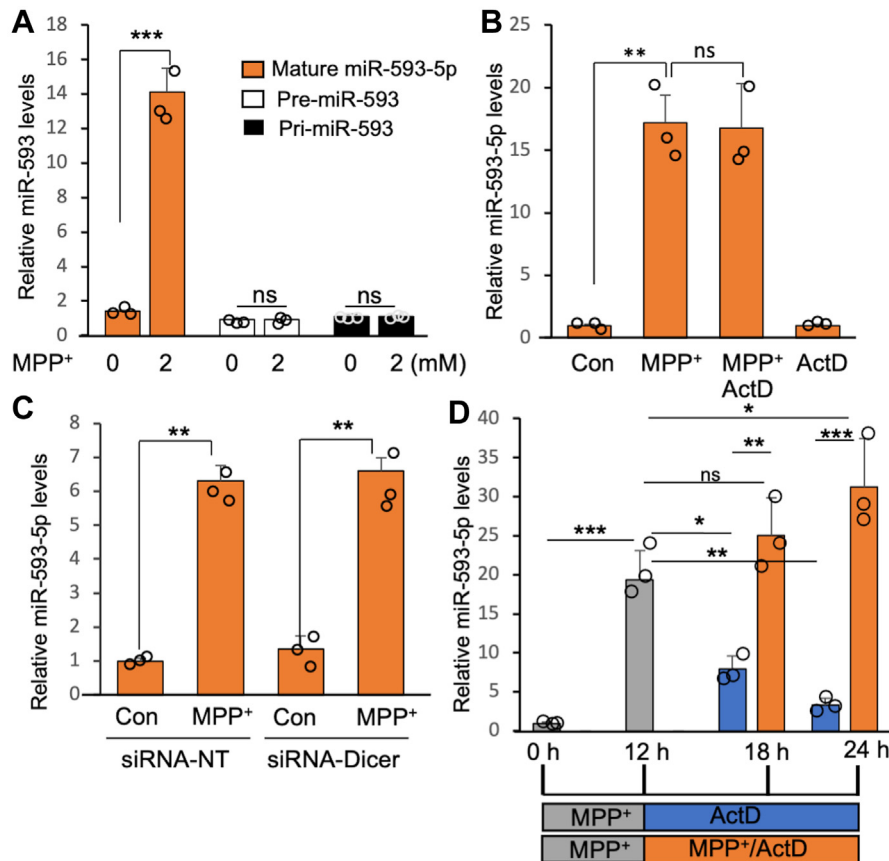 A
Relative miR-593 levels
18
16
14
12
10
8
6
4
2
0
***
Mature miR-593-5p
Pre-miR-593
Pri-miR-593
ns
ns
MPP+ 0 2 0 2 0 2 (mM)
B
Relative miR-593-5p levels
25
20
15
10
5
0
**
ns
Con MPP+ MPP+ ActD
ActD
C
Relative miR-593-5p levels
8
7
6
5
4
3
2
1
0
**
**
Con MPP+ Con MPP+
siRNA-NT siRNA-Dicer
D
Relative miR-593-5p levels
40
35
30
25
20
15
10
5
0
*
** ***
ns
*** *
**
0 h 12 h 18 h 24 h
MPP+ ActD
MPP+ MPP+/ActD